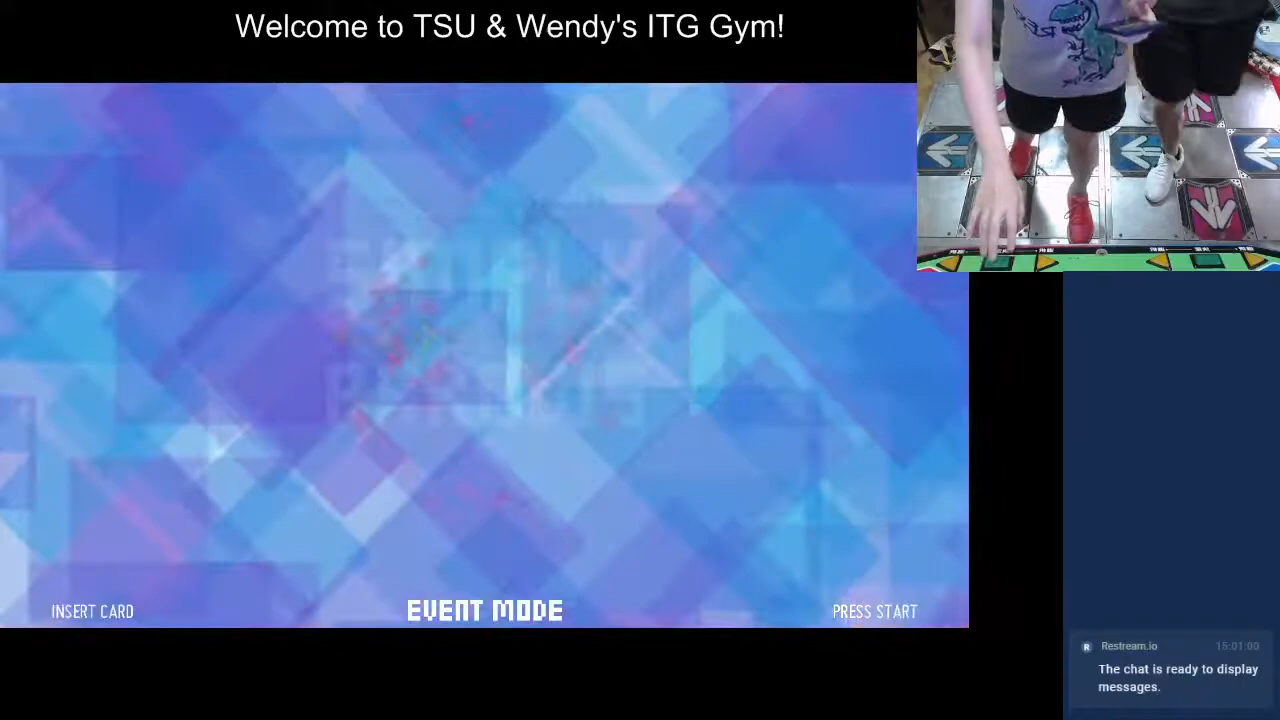 Welcome to TSU & Wendy's ITG Gym!
INSERT CARD
EVENT MODE
PRESS START
Restream.io
15:01:00
The chat is ready to display
messages.